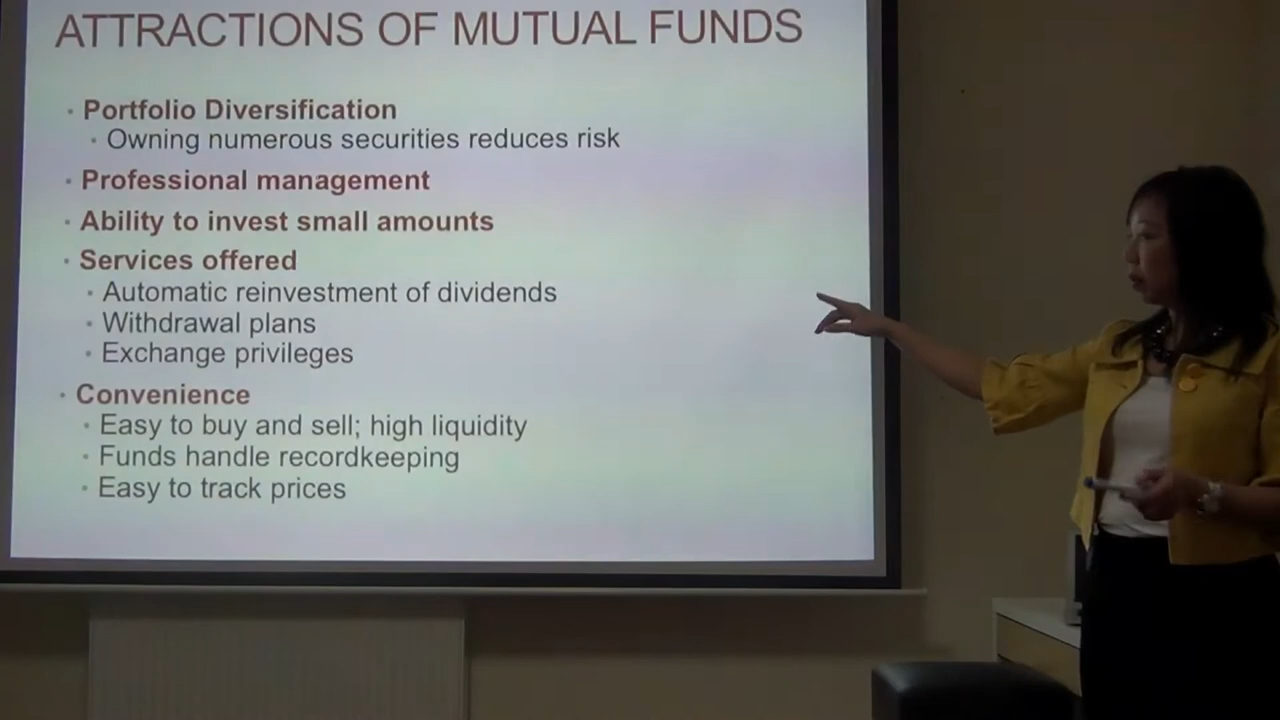 ATTRACTIONS OF MUTUAL FUNDS
• Portfolio Diversification
• Owning numerous securities reduces risk
• Professional management
• Ability to invest small amounts
• Services offered
• Automatic reinvestment of dividends
• Withdrawal plans
• Exchange privileges
• Convenience
• Easy to buy and sell; high liquidity
• Funds handle recordkeeping
• Easy to track prices